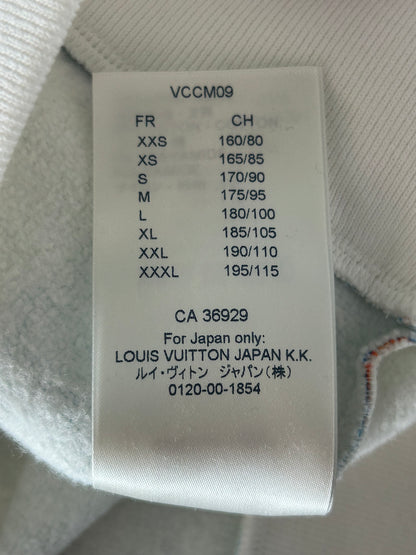 VCCM09
FR CH
XXS 160/80
XS 165/85
S 170/90
M 175/95
L 180/100
XL 185/105
XXL 190/110
XXXL 195/115
CA 36929
For Japan only:
LOUIS VUITTON JAPAN K.K.
ルイ・ヴィトン ジャパン(株)
0120-00-1854